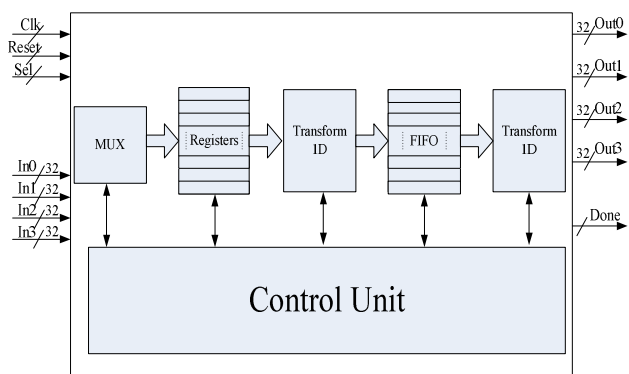 Clk
Reset
Sel
In0 32
In1 32
In2 32
In3 32
MUX
Registers
Transform
1D
FIFO
Transform
1D
Control Unit
32 Out0
32 Out1
32 Out2
32 Out3
Done